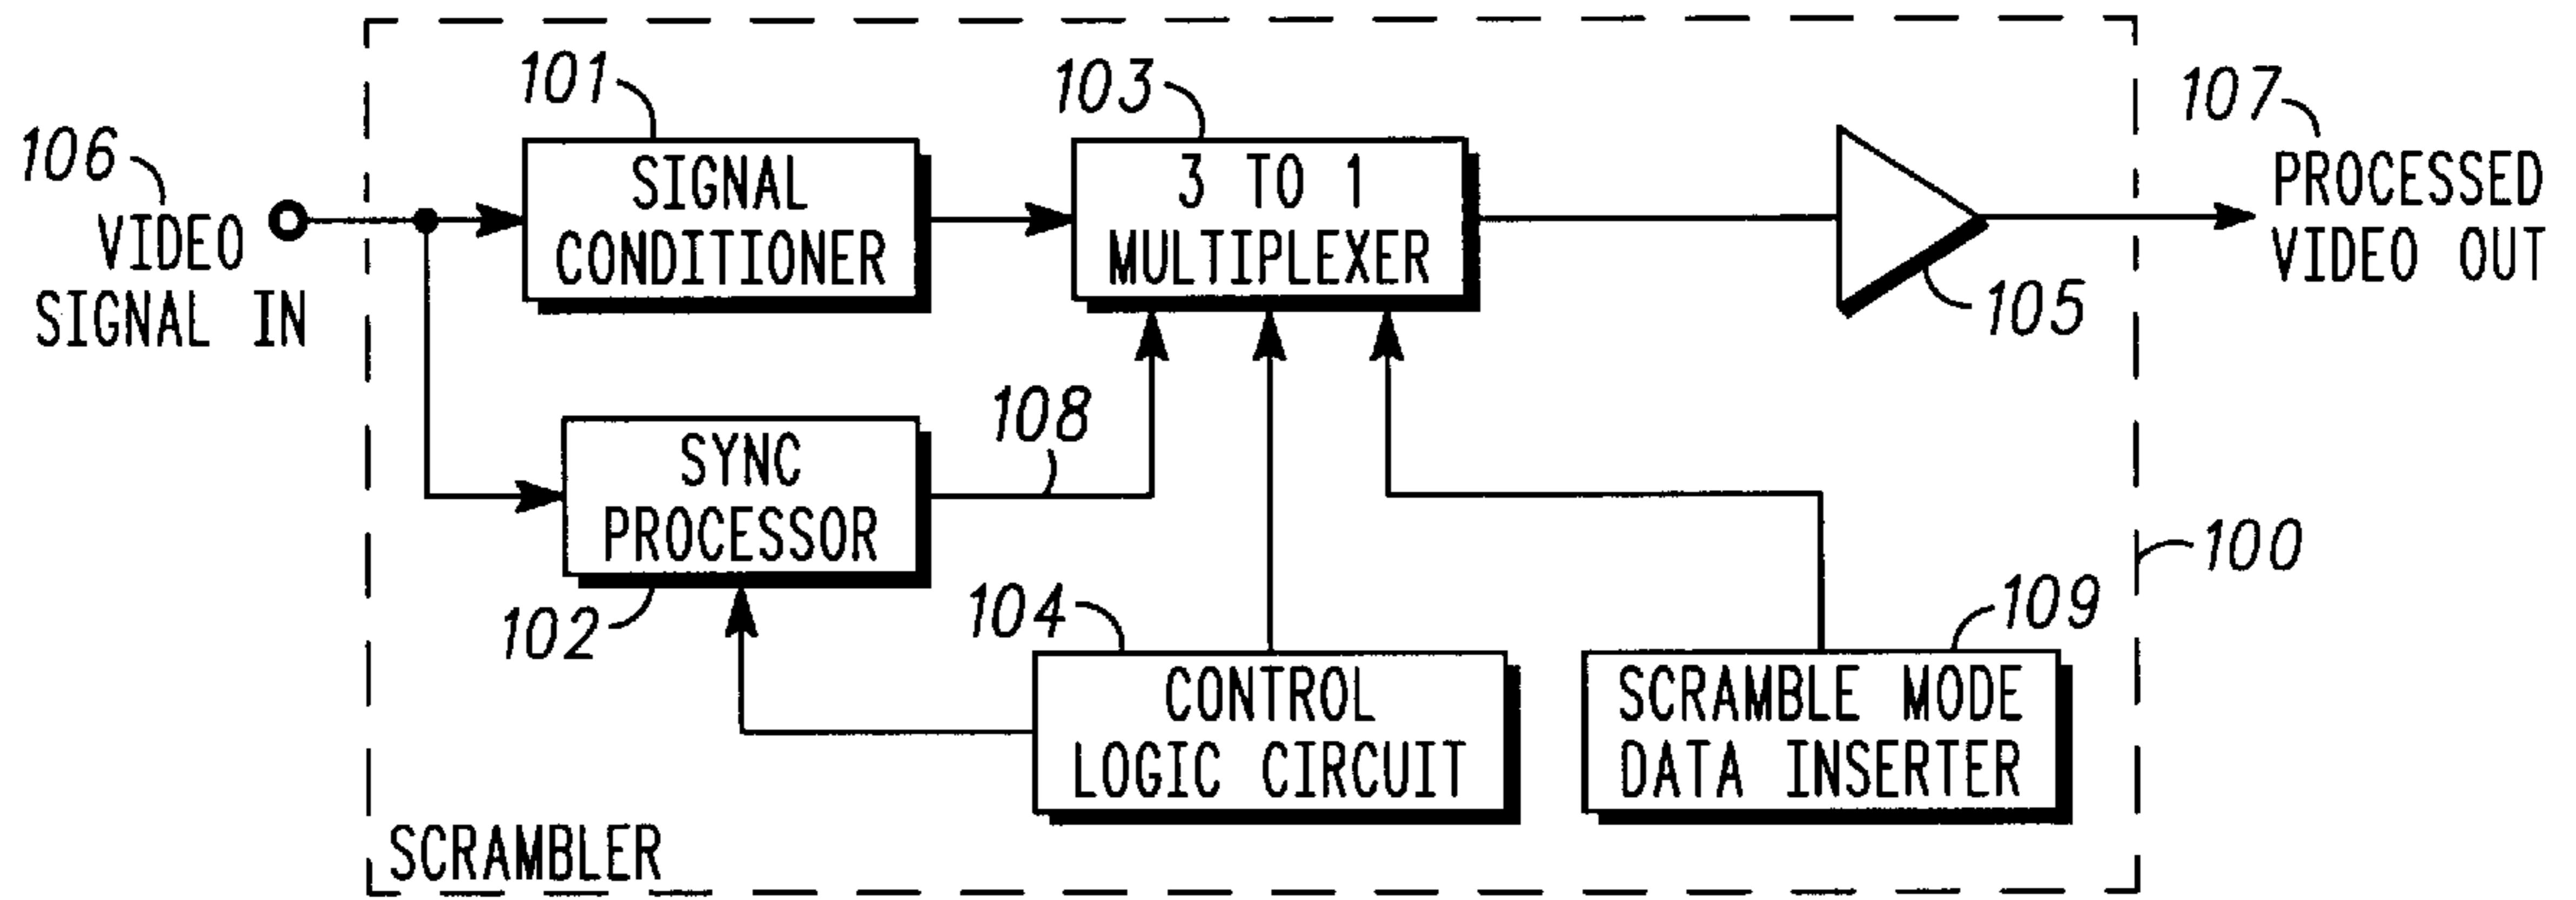 101
103
107
106
VIDEO
SIGNAL IN
SIGNAL
CONDITIONER
3 TO 1
MULTIPLEXER
PROCESSED
VIDEO OUT
105
108
SYNC
PROCESSOR
102
104
109
100
CONTROL
LOGIC CIRCUIT
SCRAMBLE MODE
DATA INSERTER
SCRAMBLER